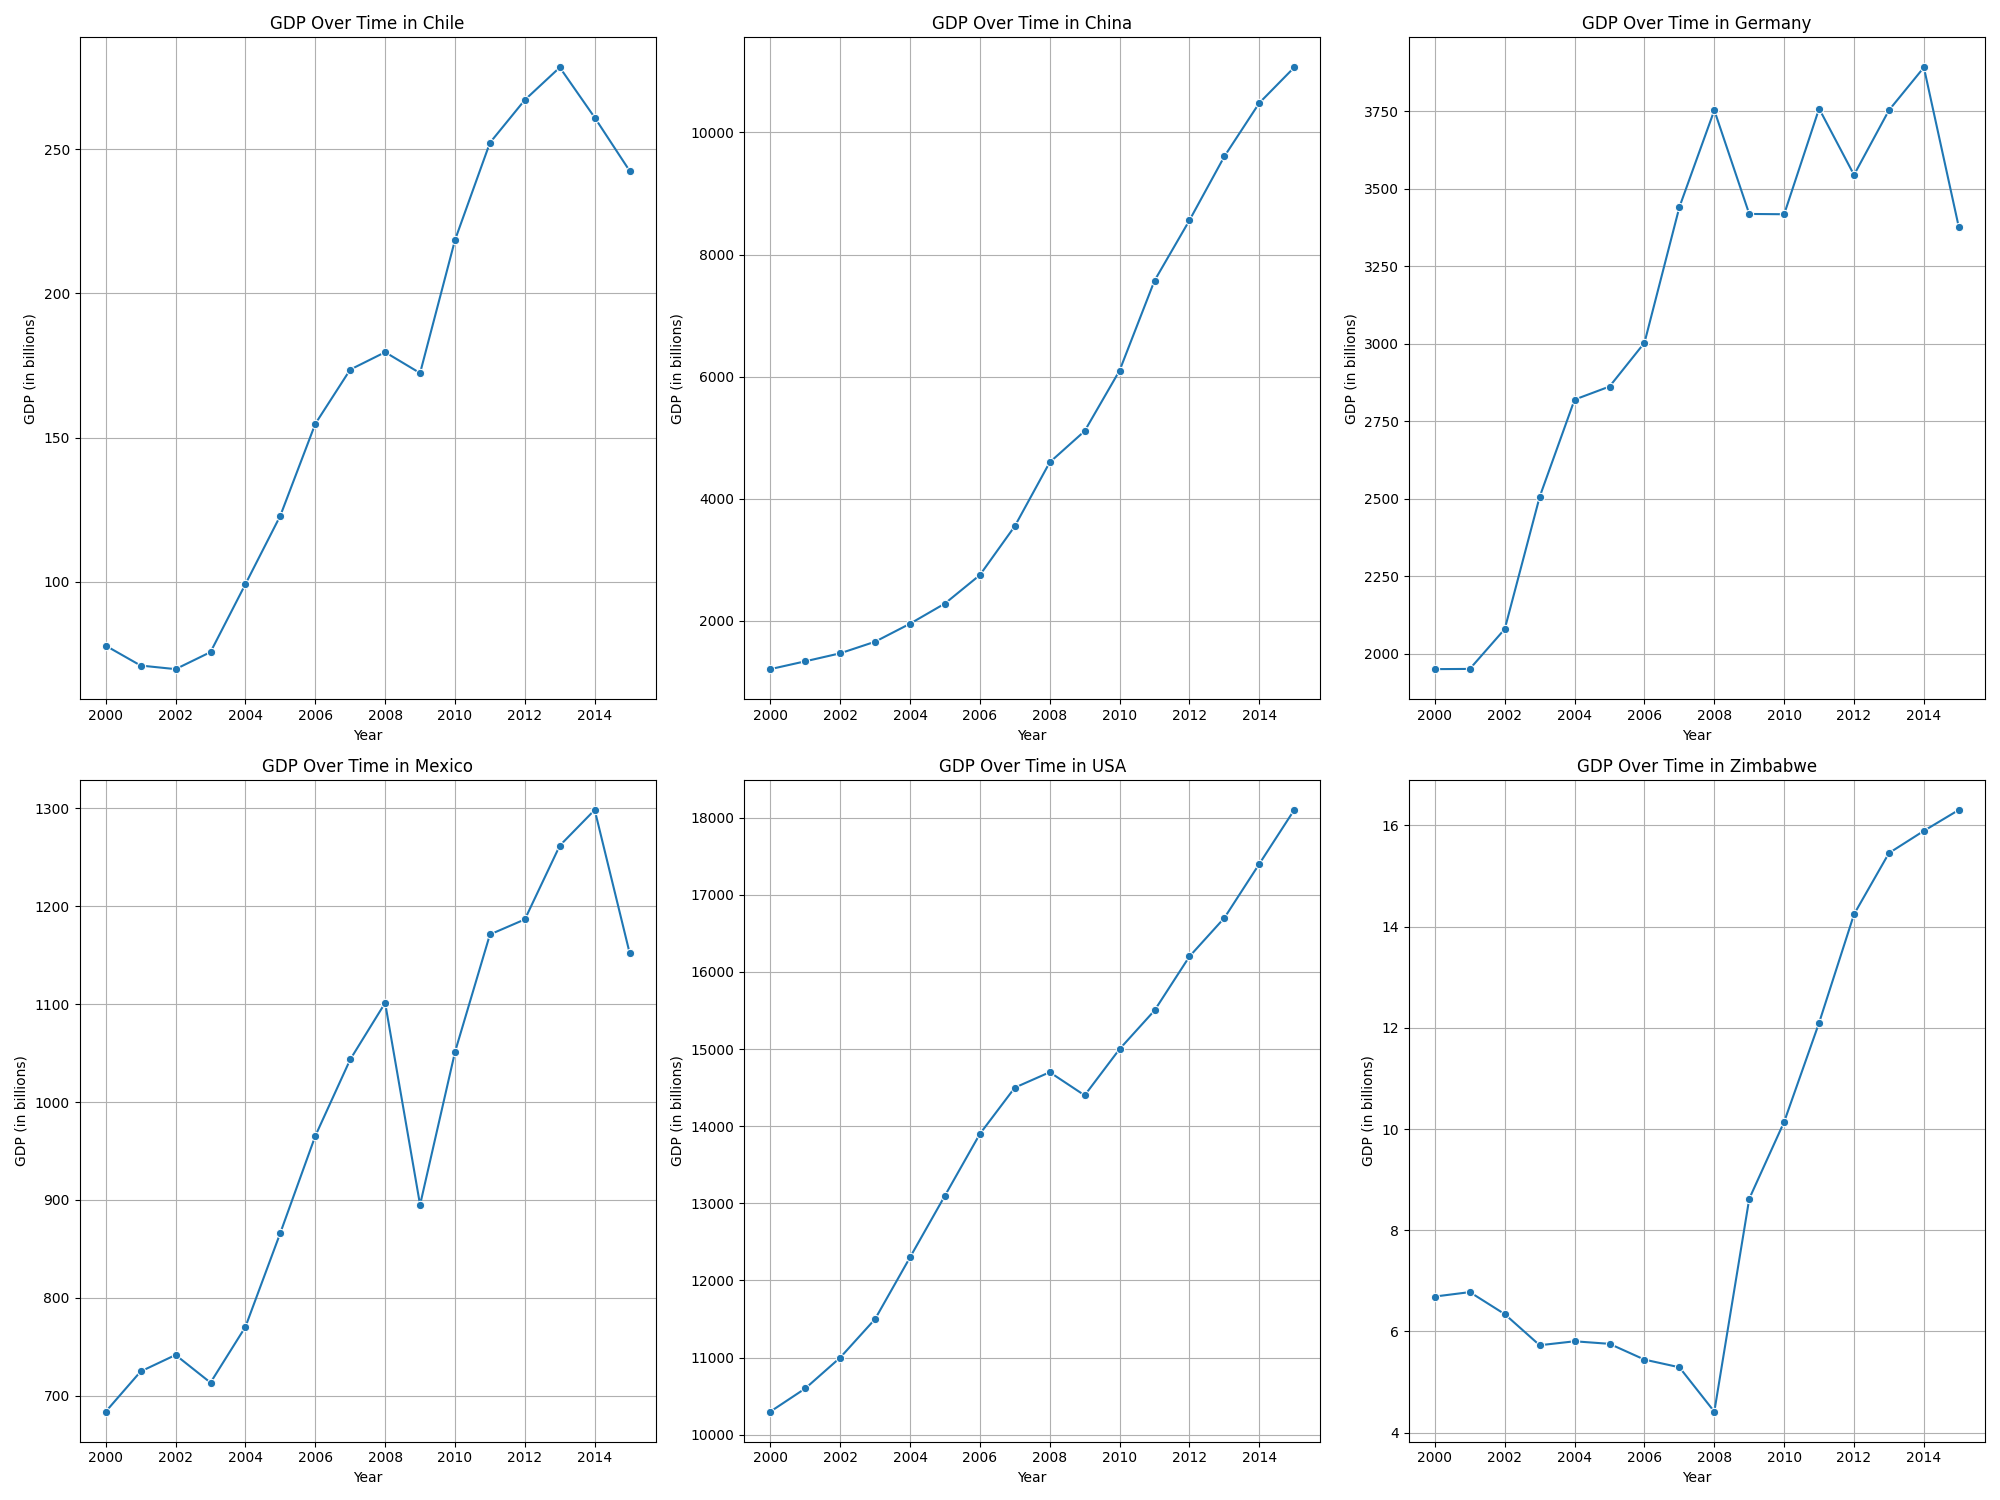 GDP Over Time in Chile
GDP (in billions)
250
200
150
100
2000 2002 2004 2006 2008 2010 2012 2014
Year
GDP Over Time in China
GDP (in billions)
10000
8000
6000
4000
2000
2000 2002 2004 2006 2008 2010 2012 2014
Year
GDP Over Time in Germany
GDP (in billions)
3750
3500
3250
3000
2750
2500
2250
2000
2000 2002 2004 2006 2008 2010 2012 2014
Year
GDP Over Time in Mexico
GDP (in billions)
1300
1200
1100
1000
900
800
700
2000 2002 2004 2006 2008 2010 2012 2014
Year
GDP Over Time in USA
GDP (in billions)
18000
17000
16000
15000
14000
13000
12000
11000
10000
2000 2002 2004 2006 2008 2010 2012 2014
Year
GDP Over Time in Zimbabwe
GDP (in billions)
16
14
12
10
8
6
4
2000 2002 2004 2006 2008 2010 2012 2014
Year